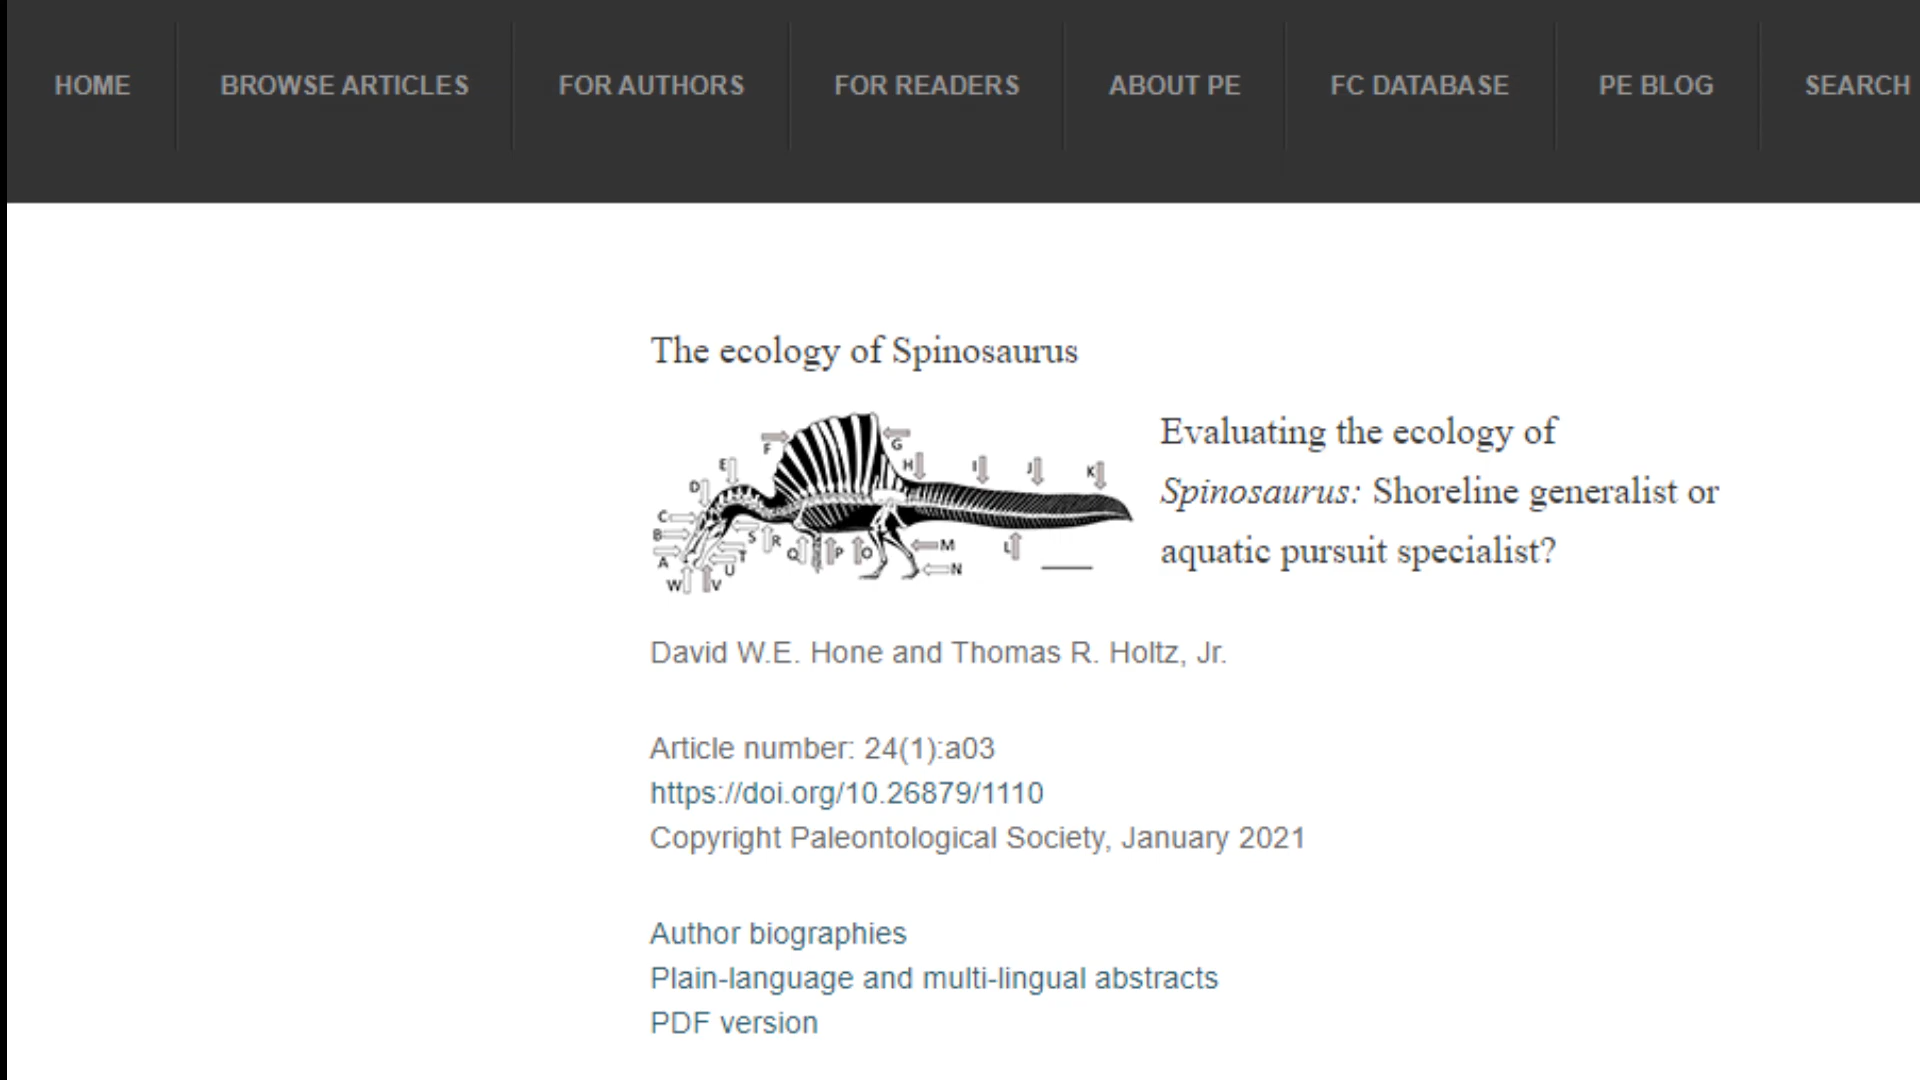 HOME BROWSE ARTICLES FOR AUTHORS FOR READERS ABOUT PE FC DATABASE PE BLOG SEARCH
The ecology of Spinosaurus
F G E H I J K D C B A S R Q P O M N L T U W V
Evaluating the ecology of
Spinosaurus: Shoreline generalist or
aquatic pursuit specialist?
David W.E. Hone and Thomas R. Holtz, Jr.
Article number: 24(1):a03
https://doi.org/10.26879/1110
Copyright Paleontological Society, January 2021
Author biographies
Plain-language and multi-lingual abstracts
PDF version